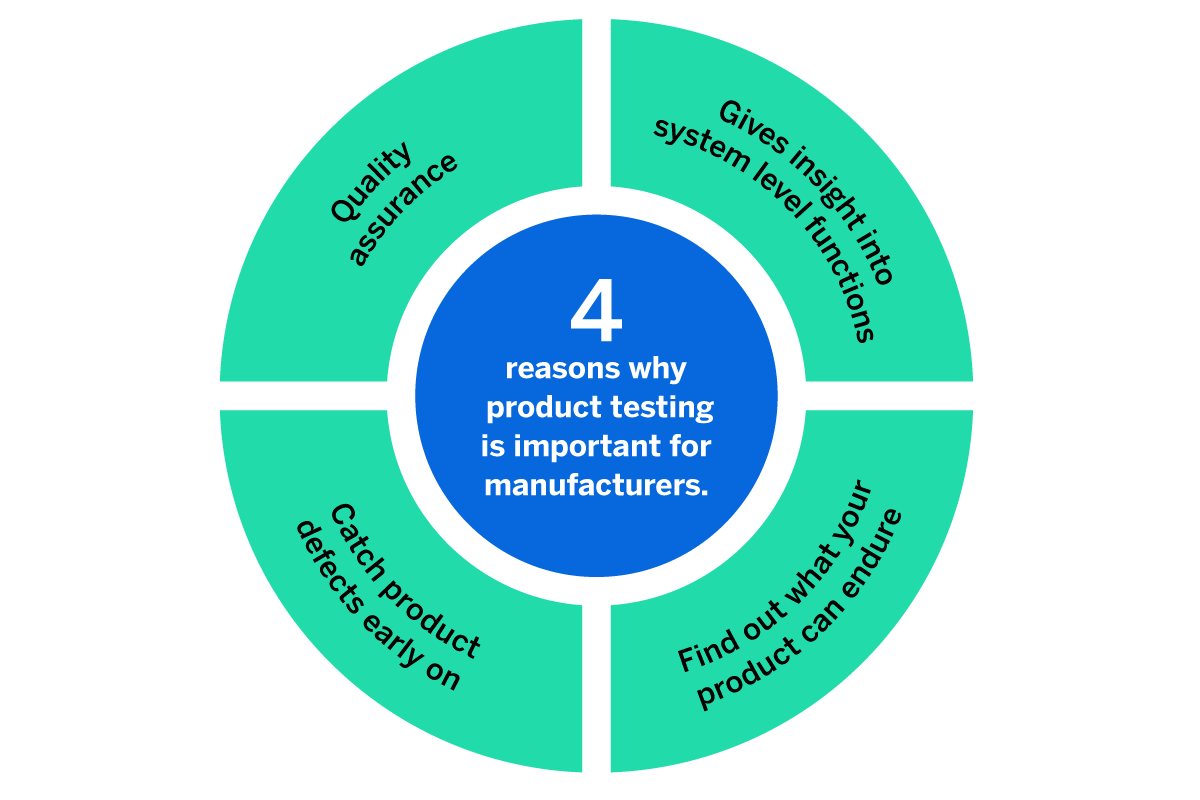 4
reasons why
product testing
is important for
manufacturers.
Quality
assurance
Gives insight into
system level functions
Catch product
defects early on
Find out what your
product can endure